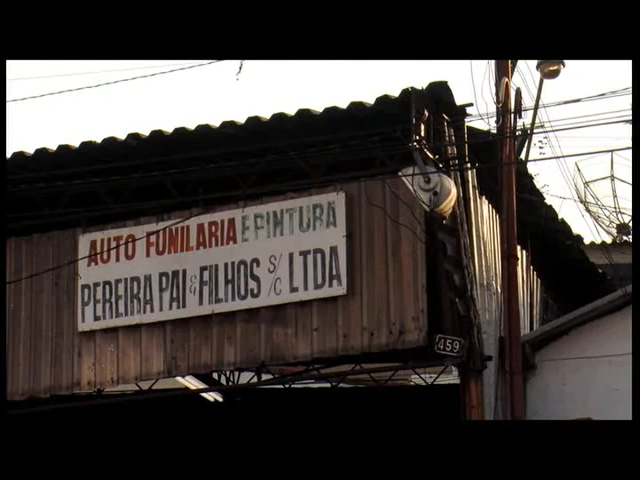 AUTO FUNILARIA E PINTURA
PEREIRA PAI & FILHOS S/C LTDA
459